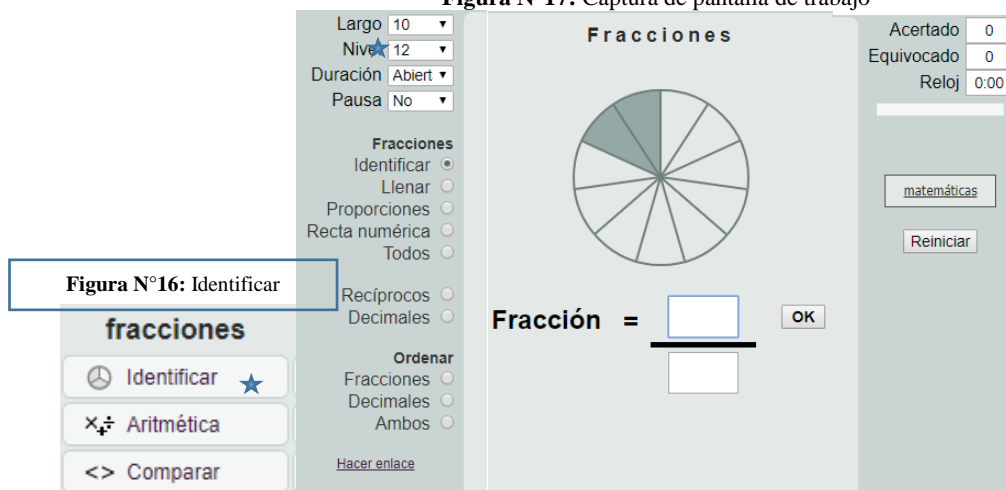 Figura N°17: Captura de pantalla de trabajo
Largo 10
Nivel 12
Duración Abiert
Pausa No
Fracciones
Identificar
Llenar
Proporciones
Recta numérica
Todos
Recíprocos
Decimales
Ordenar
Fracciones
Decimales
Ambos
Hacer enlace
Figura N°16: Identificar
fracciones
Identificar
Aritmética
<> Comparar
Fracciones
Fracción =
OK
Acertado 0
Equivocado 0
Reloj 0:00
matemáticas
Reiniciar